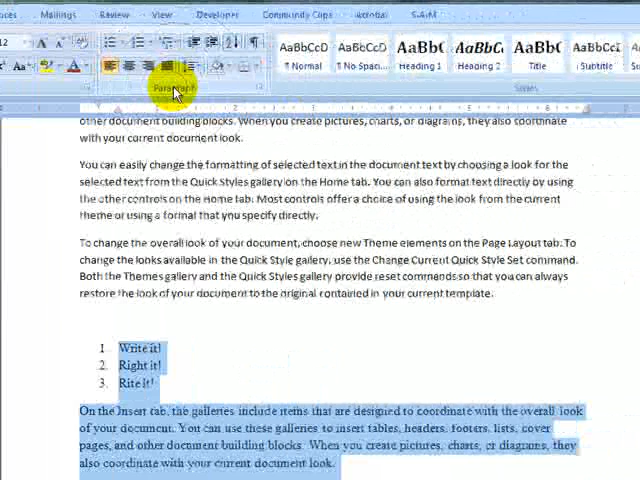 Mailings Review View Developer Community Clips Acrobat
12
AaBbCcD AaBbCcD AaBbC AaBbCc AaBb AaBbCcI AaBbC
¶ Normal ¶ No Spaci... Heading 1 Heading 2 Title Subtitle
Paragraph Styles
other document building blocks. When you create pictures, charts, or diagrams, they also coordinate
with your current document look.
You can easily change the formatting of selected text in the document text by choosing a look for the
selected text from the Quick Styles gallery on the Home tab. You can also format text directly by using
the other controls on the Home tab. Most controls offer a choice of using the look from the current
theme or using a format that you specify directly.
To change the overall look of your document, choose new Theme elements on the Page Layout tab. To
change the looks available in the Quick Style gallery, use the Change Current Quick Style Set command.
Both the Themes gallery and the Quick Styles gallery provide reset commands so that you can always
restore the look of your document to the original contained in your current template.
1. Write it!
2. Right it!
3. Rite it!
On the Insert tab, the galleries include items that are designed to coordinate with the overall look
of your document. You can use these galleries to insert tables, headers, footers, lists, cover
pages, and other document building blocks. When you create pictures, charts, or diagrams, they
also coordinate with your current document look.